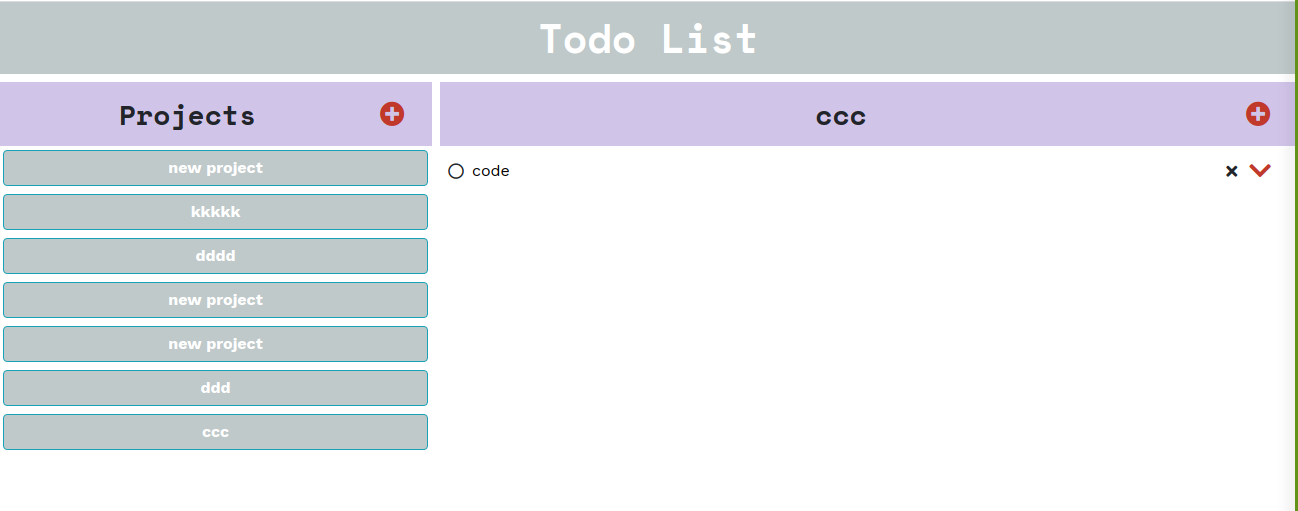 Todo List
Projects
ccc
new project
kkkkk
dddd
new project
new project
ddd
ccc
code